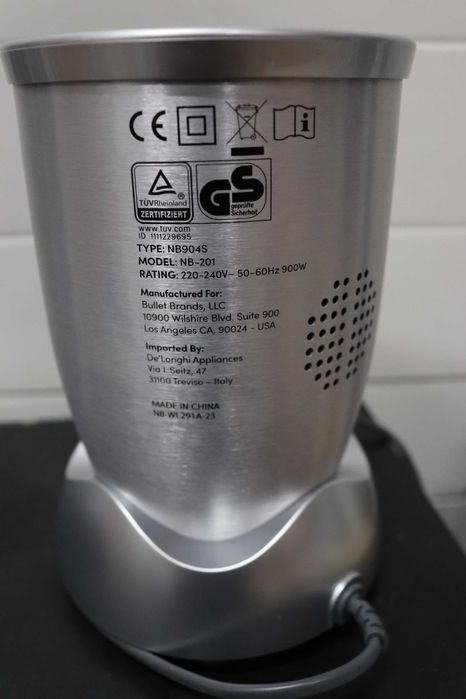 CE
i
TÜVRheinland
ZERTIFIZIERT
GS
geprüfte
Sicherheit
www.tuv.com
ID 1111229695
TYPE: NB904S
MODEL: NB-201
RATING: 220-240V~ 50-60Hz 900W
Manufactured For:
Bullet Brands, LLC
10900 Wilshire Blvd. Suite 900
Los Angeles CA, 90024 - USA
Imported By:
De'Longhi Appliances
Via L. Seitz, 47
31100 Treviso - Italy
MADE IN CHINA
NB-WL291A-23